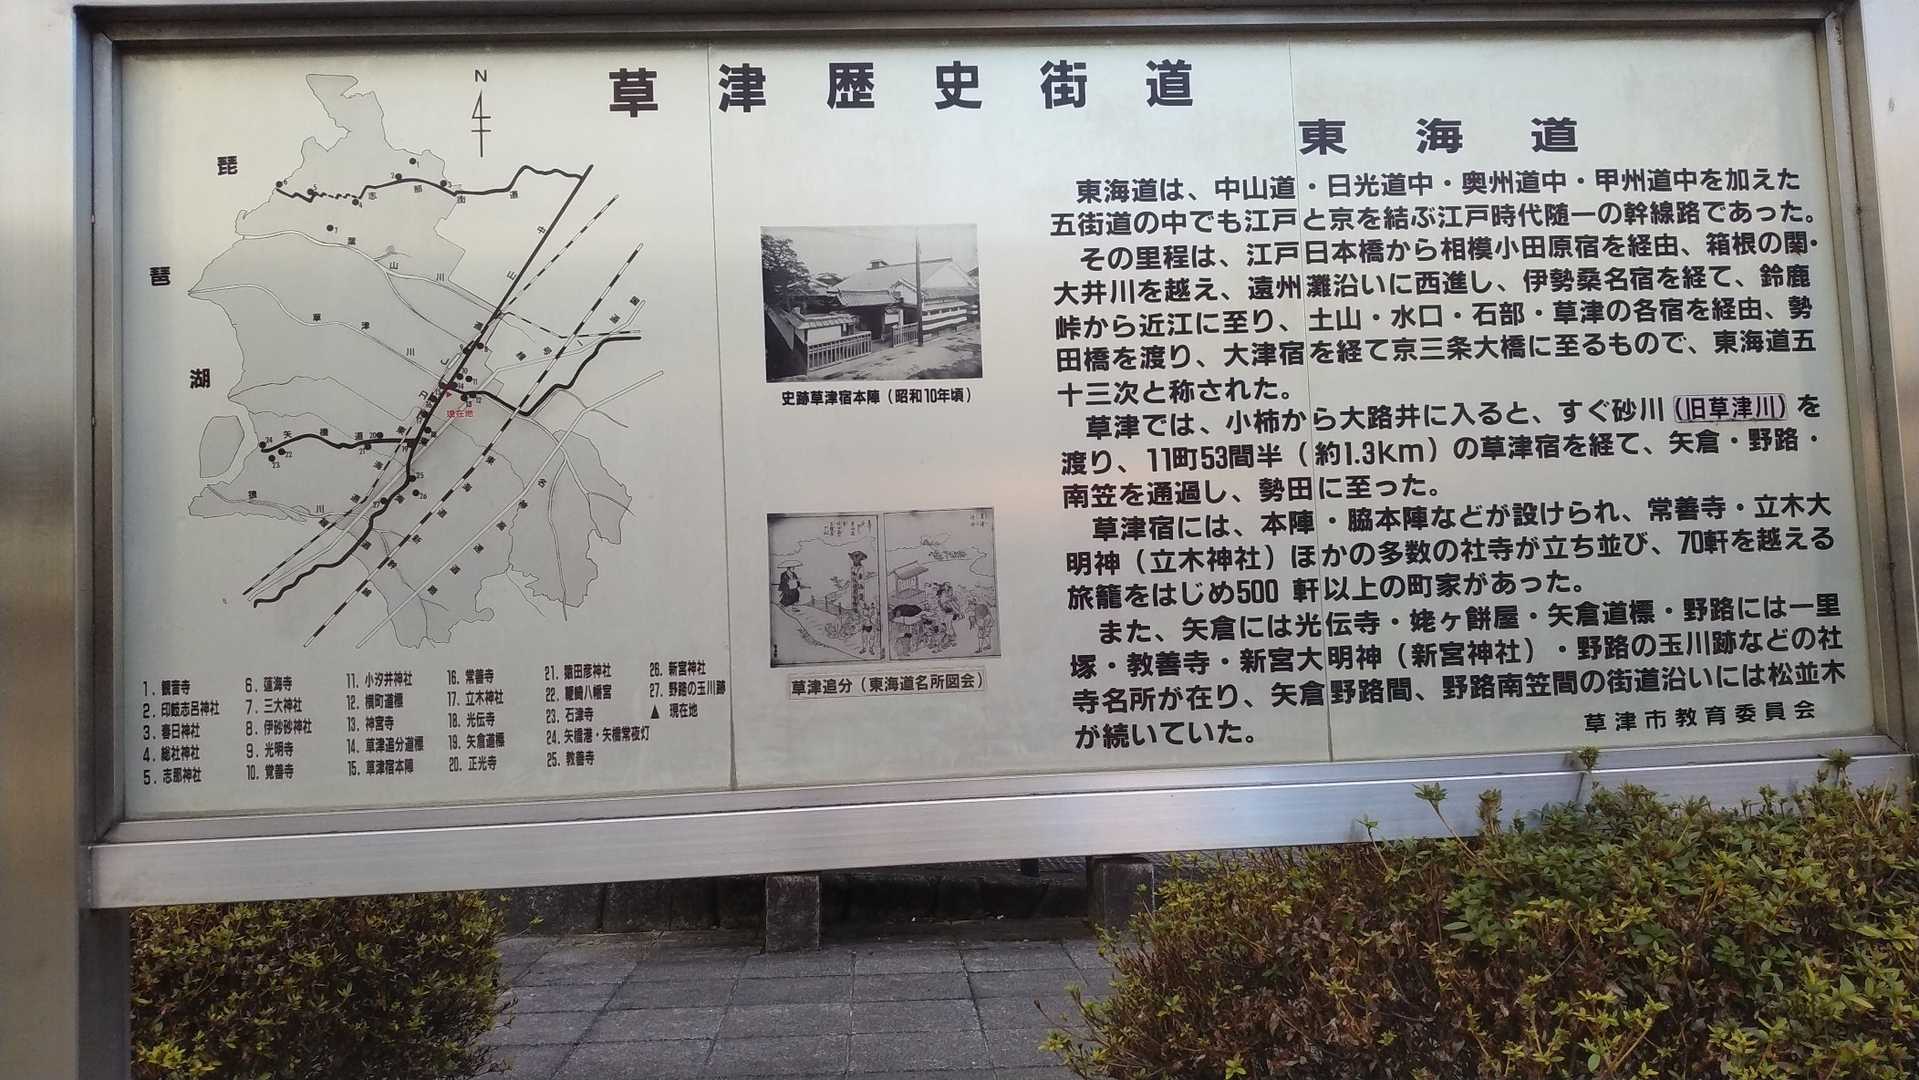 草津歴史街道
東海道
N
琵
琶
湖
志那街道
葉山川
草津川
中山道
矢橋道
狼川
現在地
史跡草津宿本陣(昭和10年頃)
草津追分(東海道名所図会)
東海道は、中山道・日光道中・奥州道中・甲州道中を加えた
五街道の中でも江戸と京を結ぶ江戸時代随一の幹線路であった。
その里程は、江戸日本橋から相模小田原宿を経由、箱根の関・
大井川を越え、遠州灘沿いに西進し、伊勢桑名宿を経て、鈴鹿
峠から近江に至り、土山・水口・石部・草津の各宿を経由、勢
田橋を渡り、大津宿を経て京三条大橋に至るもので、東海道五
十三次と称された。
草津では、小柿から大路井に入ると、すぐ砂川(旧草津川)を
渡り、11町53間半(約1.3Km)の草津宿を経て、矢倉・野路・
南笠を通過し、勢田に至った。
草津宿には、本陣・脇本陣などが設けられ、常善寺・立木大
明神(立木神社)ほかの多数の社寺が立ち並び、70軒を越える
旅籠をはじめ500 軒以上の町家があった。
また、矢倉には光伝寺・姥ヶ餅屋・矢倉道標・野路には一里
塚・教善寺・新宮大明神(新宮神社)・野路の玉川跡などの社
寺名所が在り、矢倉野路間、野路南笠間の街道沿いには松並木
が続いていた。
草津市教育委員会
1. 観音寺
2. 印岐志呂神社
3. 春日神社
4. 総社神社
5. 志那神社
6. 蓮海寺
7. 三大神社
8. 伊砂砂神社
9. 光明寺
10. 覚善寺
11. 小汐井神社
12. 横町道標
13. 神宮寺
14. 草津追分道標
15. 草津宿本陣
16. 常善寺
17. 立木神社
18. 光伝寺
19. 矢倉道標
20. 正光寺
21. 猿田彦神社
22. 鞭崎八幡宮
23. 石津寺
24. 矢橋港・矢橋常夜灯
25. 教善寺
26. 新宮神社
27. 野路の玉川跡
▲ 現在地